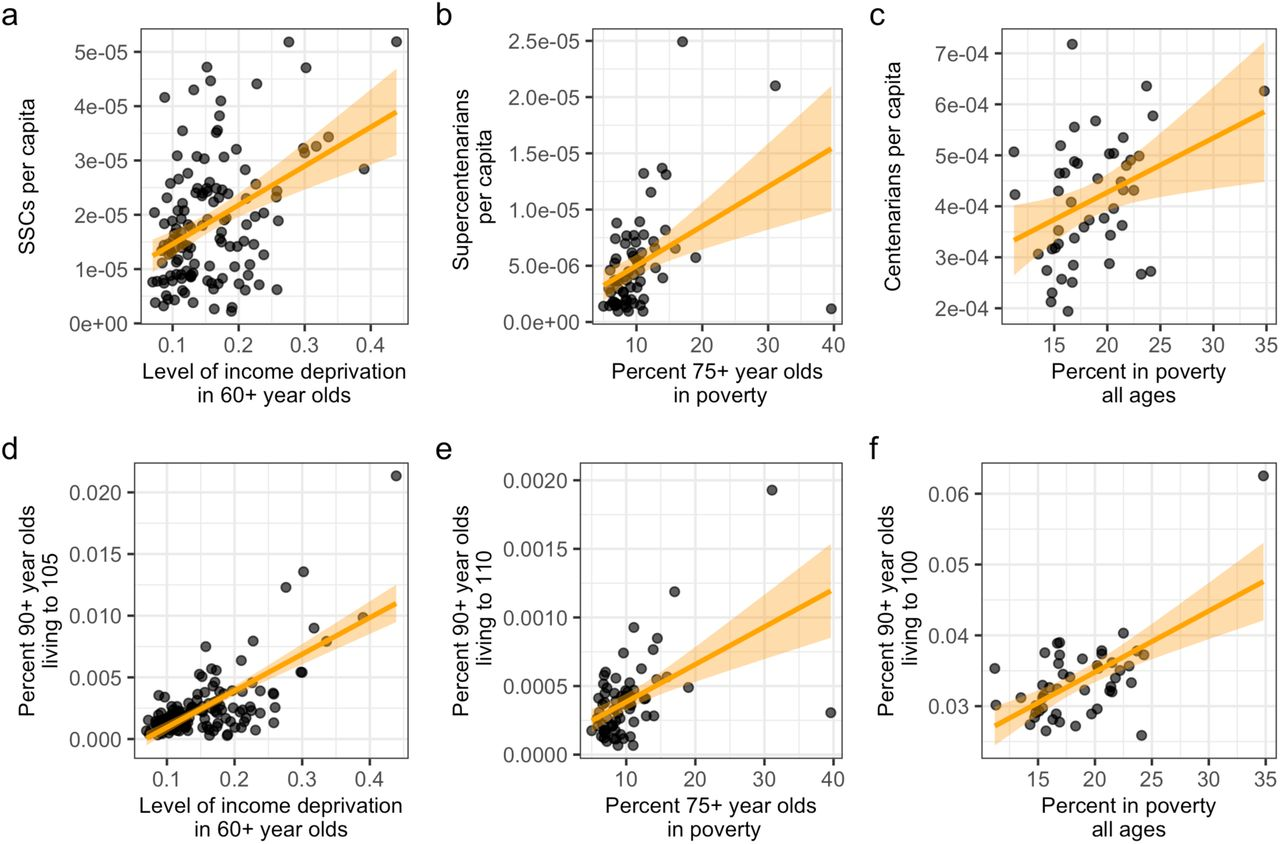 a
SSCs per capita
5e-05
4e-05
3e-05
2e-05
1e-05
0e+00
0.1 0.2 0.3 0.4
Level of income deprivation
in 60+ year olds
b
Supercentenarians
per capita
2.5e-05
2.0e-05
1.5e-05
1.0e-05
5.0e-06
0.0e+00
10 20 30 40
Percent 75+ year olds
in poverty
c
Centenarians per capita
7e-04
6e-04
5e-04
4e-04
3e-04
2e-04
15 20 25 30 35
Percent in poverty
all ages
d
Percent 90+ year olds
living to 105
0.020
0.015
0.010
0.005
0.000
0.1 0.2 0.3 0.4
Level of income deprivation
in 60+ year olds
e
Percent 90+ year olds
living to 110
0.0020
0.0015
0.0010
0.0005
0.0000
10 20 30 40
Percent 75+ year olds
in poverty
f
Percent 90+ year olds
living to 100
0.06
0.05
0.04
0.03
15 20 25 30 35
Percent in poverty
all ages